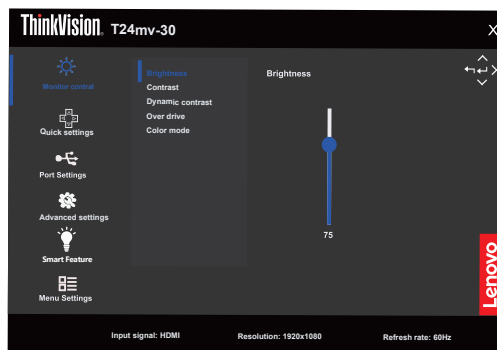 ThinkVision. T24mv-30
X
Monitor control
Quick settings
Port Settings
Advanced settings
Smart Feature
Menu Settings
Brightness
Contrast
Dynamic contrast
Over drive
Color mode
Brightness
75
Lenovo
Input signal: HDMI
Resolution: 1920x1080
Refresh rate: 60Hz